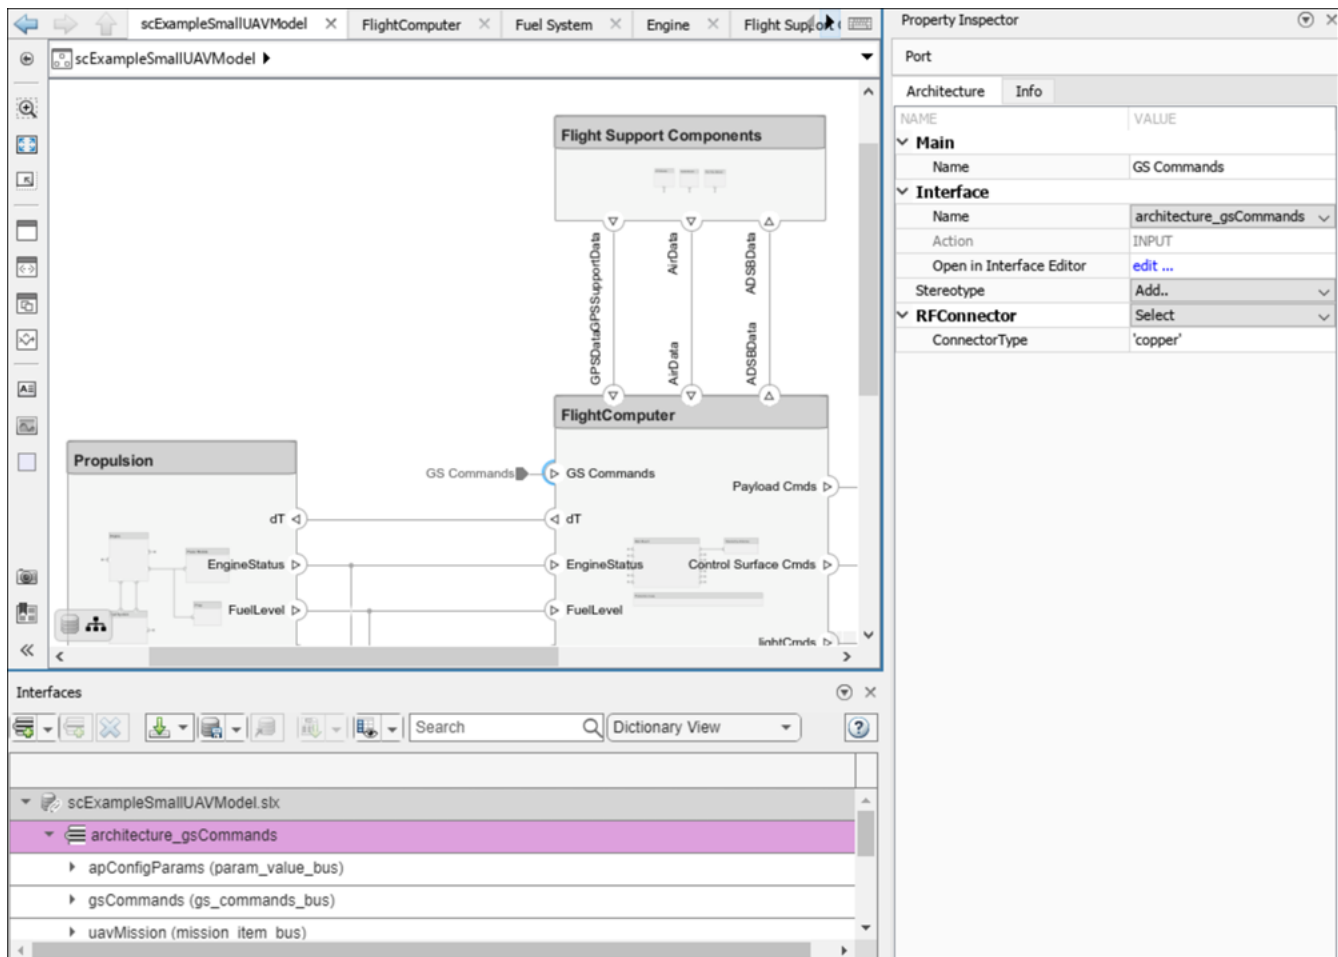 scExampleSmallUAVModel
FlightComputer
Fuel System
Engine
Flight Support
scExampleSmallUAVModel
Flight Support Components
GPSDataGPSSupportData
AirData
AirData
ADSBData
ADSBData
FlightComputer
Propulsion
GS Commands
GS Commands
Payload Cmds
dT
dT
EngineStatus
EngineStatus
Control Surface Cmds
FuelLevel
FuelLevel
lightCmds
Interfaces
Search
Dictionary View
scExampleSmallUAVModel.slx
architecture_gsCommands
apConfigParams (param_value_bus)
gsCommands (gs_commands_bus)
uavMission (mission_item_bus)
Property Inspector
Port
Architecture Info
NAME VALUE
Main
Name GS Commands
Interface
Name architecture_gsCommands
Action INPUT
Open in Interface Editor edit ...
Stereotype Add..
RFConnector Select
ConnectorType 'copper'